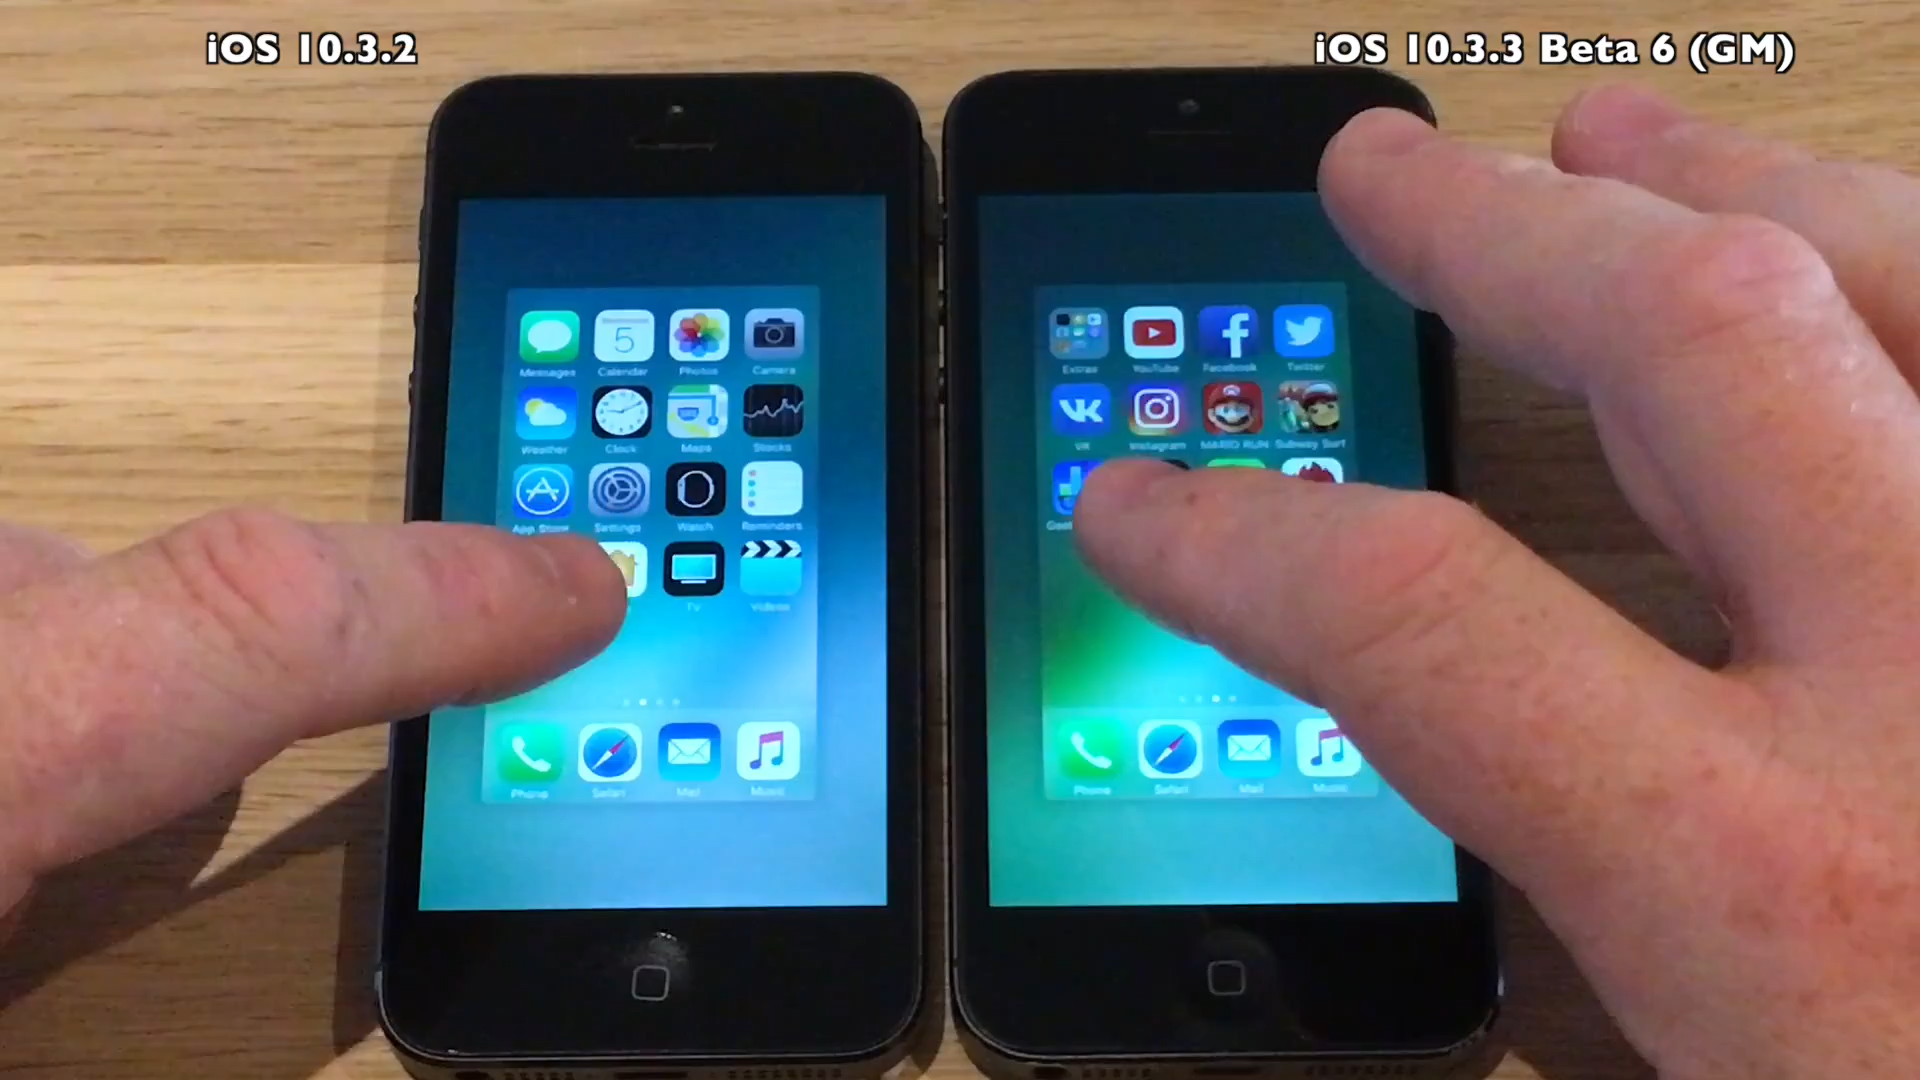 iOS 10.3.2
iOS 10.3.3 Beta 6 (GM)
5
Messages Calendar Photos Camera
Weather Clock Maps Stocks
App Store Settings Watch Reminders
TV Videos
Phone Safari Mail Music
Extras YouTube Facebook Twitter
VK Instagram MARIO RUN Subway Surf
Phone Safari Mail Music